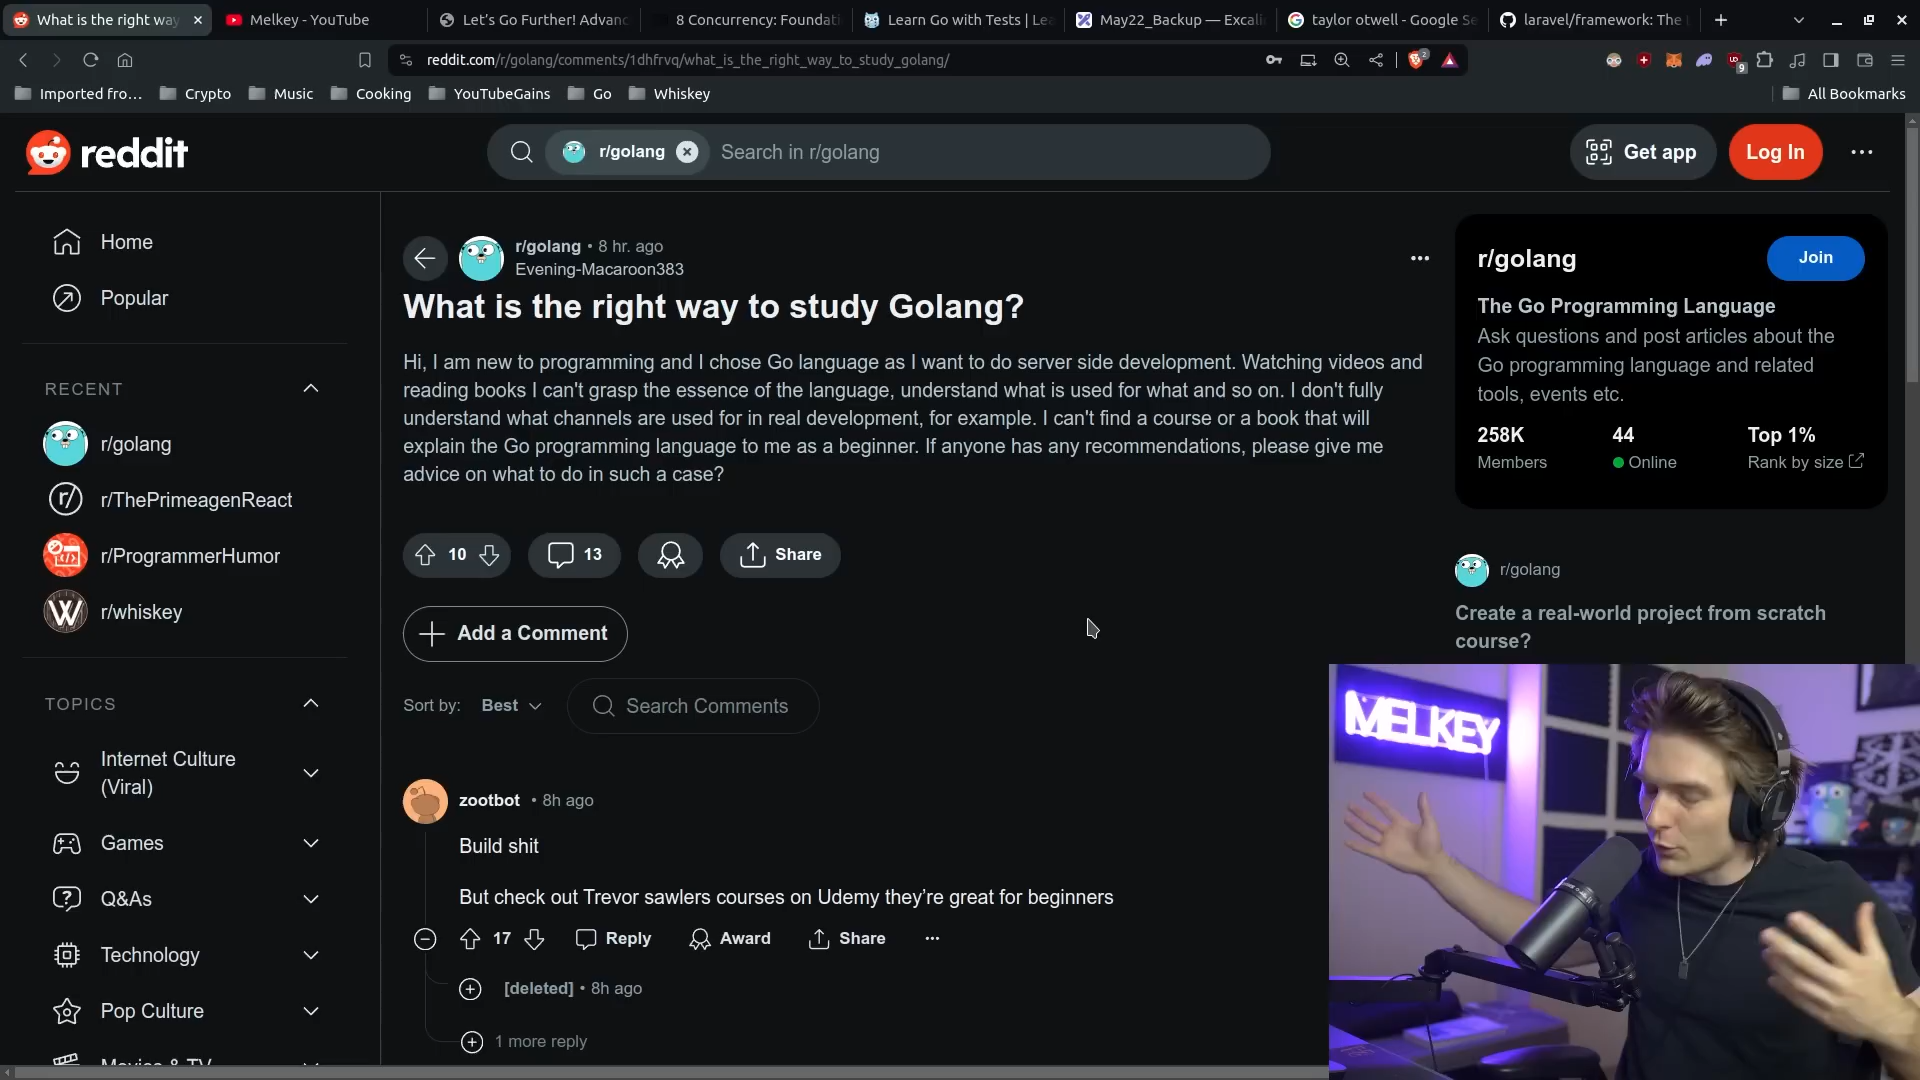 What is the right way
Melkey - YouTube
Let's Go Further! Advanc
8 Concurrency: Foundati
Learn Go with Tests | Lea
May22_Backup — Excali
taylor otwell - Google Se
laravel/framework: The L
reddit.com/r/golang/comments/1dhfrvq/what_is_the_right_way_to_study_golang/
2
UD
9
Imported fro...
Crypto
Music
Cooking
YouTubeGains
Go
Whiskey
All Bookmarks
reddit
r/golang
Search in r/golang
Get app
Log In
Home
Popular
RECENT
r/golang
r/ThePrimeagenReact
r/ProgrammerHumor
r/whiskey
TOPICS
Internet Culture
(Viral)
Games
Q&As
Technology
Pop Culture
Movies & TV
r/golang • 8 hr. ago
Evening-Macaroon383
What is the right way to study Golang?
Hi, I am new to programming and I chose Go language as I want to do server side development. Watching videos and
reading books I can't grasp the essence of the language, understand what is used for what and so on. I don't fully
understand what channels are used for in real development, for example. I can't find a course or a book that will
explain the Go programming language to me as a beginner. If anyone has any recommendations, please give me
advice on what to do in such a case?
10
13
Share
Add a Comment
Sort by:
Best
Search Comments
zootbot • 8h ago
Build shit
But check out Trevor sawlers courses on Udemy they're great for beginners
17
Reply
Award
Share
[deleted] • 8h ago
1 more reply
r/golang
Join
The Go Programming Language
Ask questions and post articles about the
Go programming language and related
tools, events etc.
258K
44
Top 1%
Members
Online
Rank by size
r/golang
Create a real-world project from scratch
course?
MELKEY